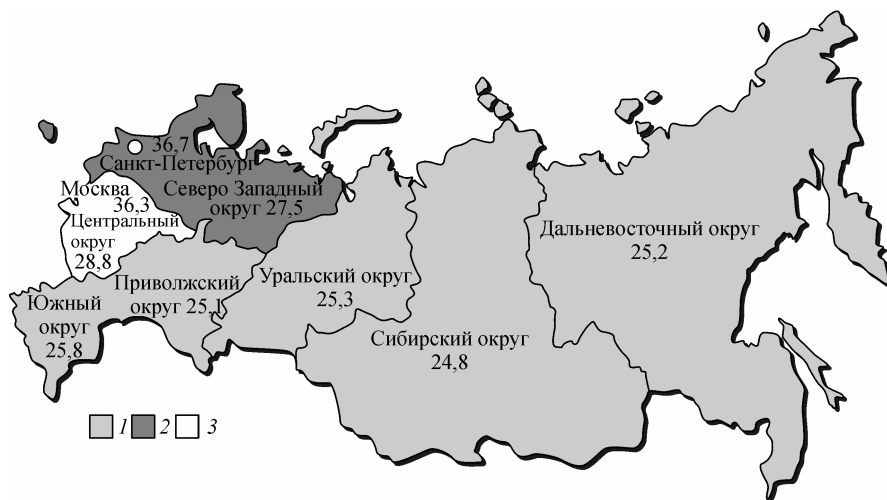 36,7
Санкт-Петербург
Москва
36,3
Северо Западный
округ 27,5
Центральный
округ
28,8
Приволжский
округ 25,1
Южный
округ
25,8
Уральский округ
25,3
Сибирский округ
24,8
Дальневосточный округ
25,2
1 2 3